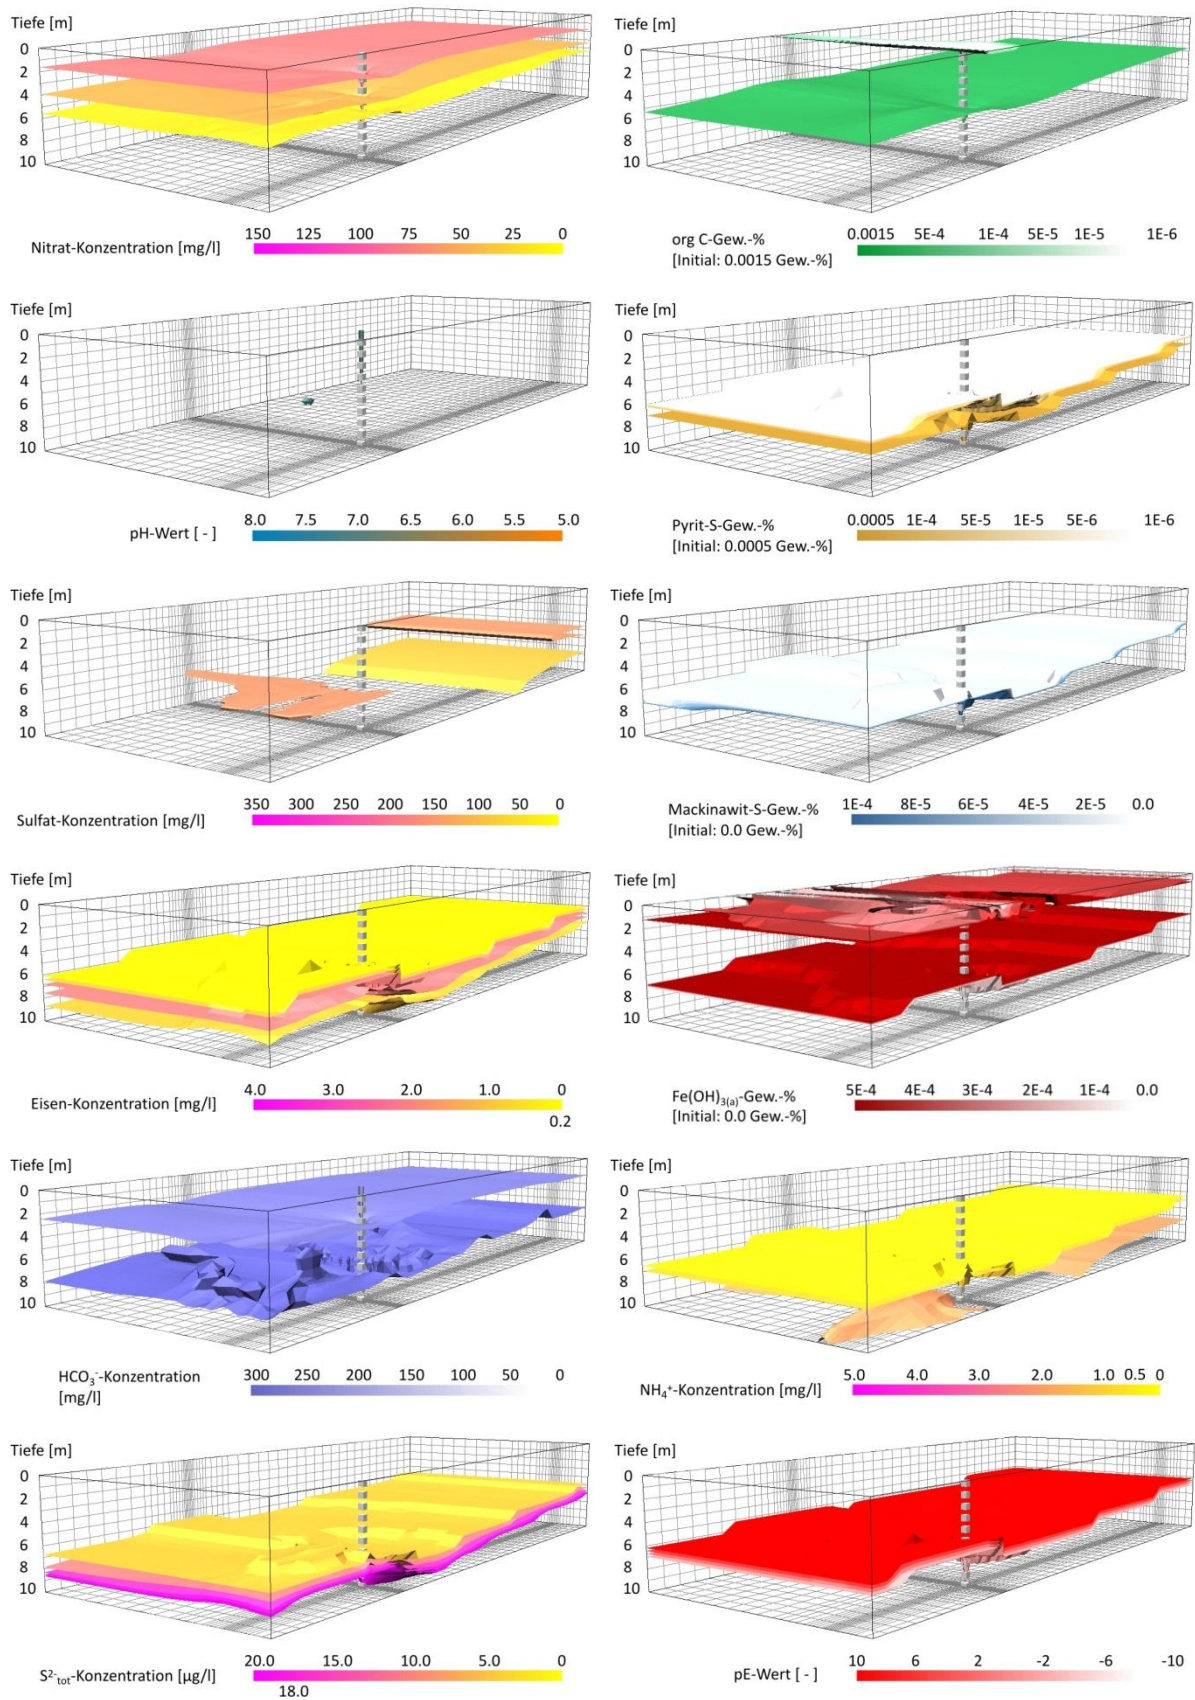 Tiefe [m]
0
2
4
6
8
10
Nitrat-Konzentration [mg/l]
150 125 100 75 50 25 0
Tiefe [m]
0
2
4
6
8
10
org C-Gew.-%
[Initial: 0.0015 Gew.-%]
0.0015 5E-4 1E-4 5E-5 1E-5 1E-6
Tiefe [m]
0
2
4
6
8
10
pH-Wert [ - ]
8.0 7.5 7.0 6.5 6.0 5.5 5.0
Tiefe [m]
0
2
4
6
8
10
Pyrit-S-Gew.-%
[Initial: 0.0005 Gew.-%]
0.0005 1E-4 5E-5 1E-5 5E-6 1E-6
Tiefe [m]
0
2
4
6
8
10
Sulfat-Konzentration [mg/l]
350 300 250 200 150 100 50 0
Tiefe [m]
0
2
4
6
8
10
Mackinawit-S-Gew.-%
[Initial: 0.0 Gew.-%]
1E-4 8E-5 6E-5 4E-5 2E-5 0.0
Tiefe [m]
0
2
4
6
8
10
Eisen-Konzentration [mg/l]
4.0 3.0 2.0 1.0 0
0.2
Tiefe [m]
0
2
4
6
8
10
Fe(OH)3(a)-Gew.-%
[Initial: 0.0 Gew.-%]
5E-4 4E-4 3E-4 2E-4 1E-4 0.0
Tiefe [m]
0
2
4
6
8
10
HCO₃⁻-Konzentration
[mg/l]
300 250 200 150 100 50 0
Tiefe [m]
0
2
4
6
8
10
NH₄⁺-Konzentration [mg/l]
5.0 4.0 3.0 2.0 1.0 0.5 0
Tiefe [m]
0
2
4
6
8
10
S²⁻tot-Konzentration [µg/l]
20.0 15.0 10.0 5.0 0
18.0
Tiefe [m]
0
2
4
6
8
10
pE-Wert [ - ]
10 6 2 -2 -6 -10